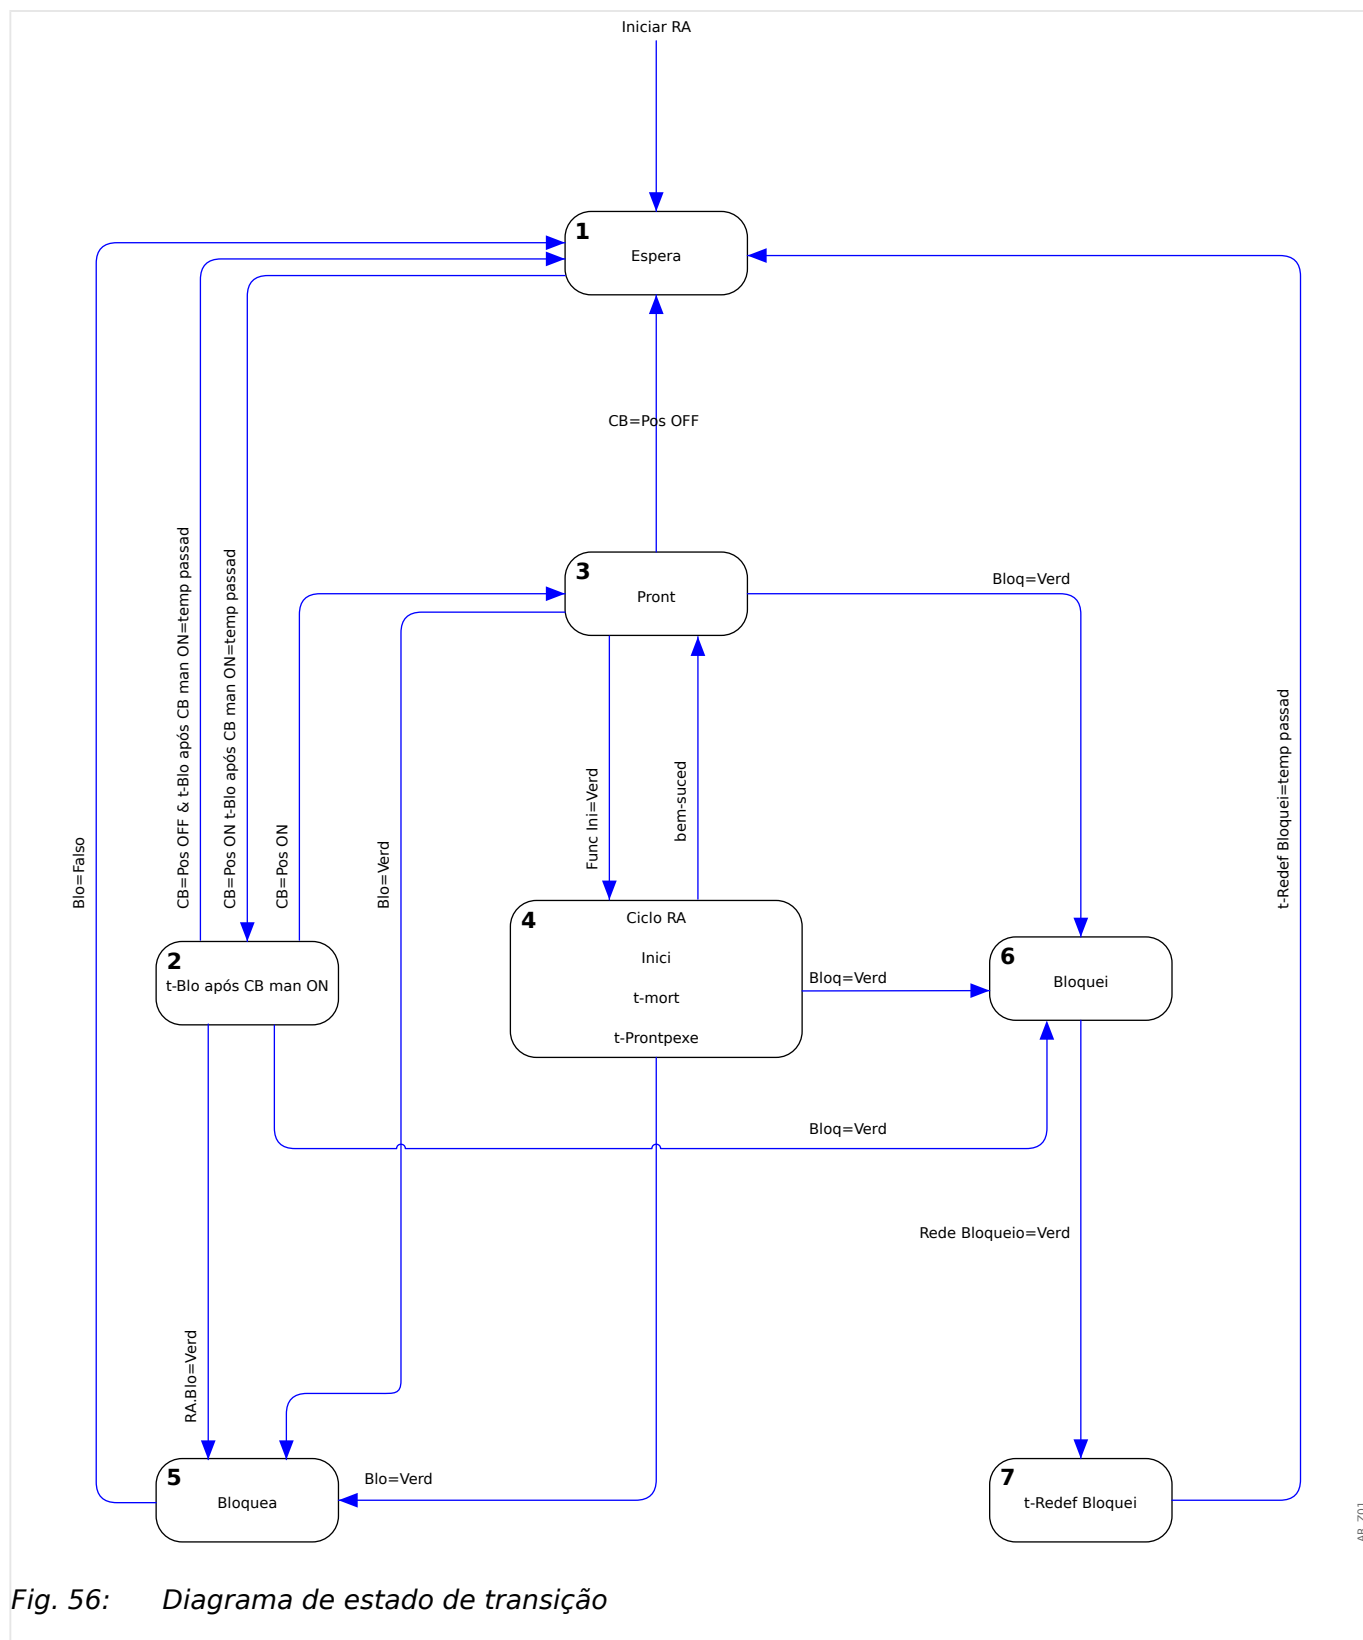 Iniciar RA
1
Espera
CB=Pos OFF
3
Pront
Bloq=Verd
CB=Pos OFF & t-Blo após CB man ON=temp passad
CB=Pos ON t-Blo após CB man ON=temp passad
CB=Pos ON
Blo=Falso
Blo=Verd
Func Ini=Verd
bem-suced
t-Redef Bloquei=temp passad
4
Ciclo RA
Inici
t-mort
t-Prontpexe
2
t-Blo após CB man ON
Bloq=Verd
6
Bloquei
Bloq=Verd
Rede Bloqueio=Verd
RA.Blo=Verd
5
Bloquea
Blo=Verd
7
t-Redef Bloquei
AR_Z01
Fig. 56: Diagrama de estado de transição